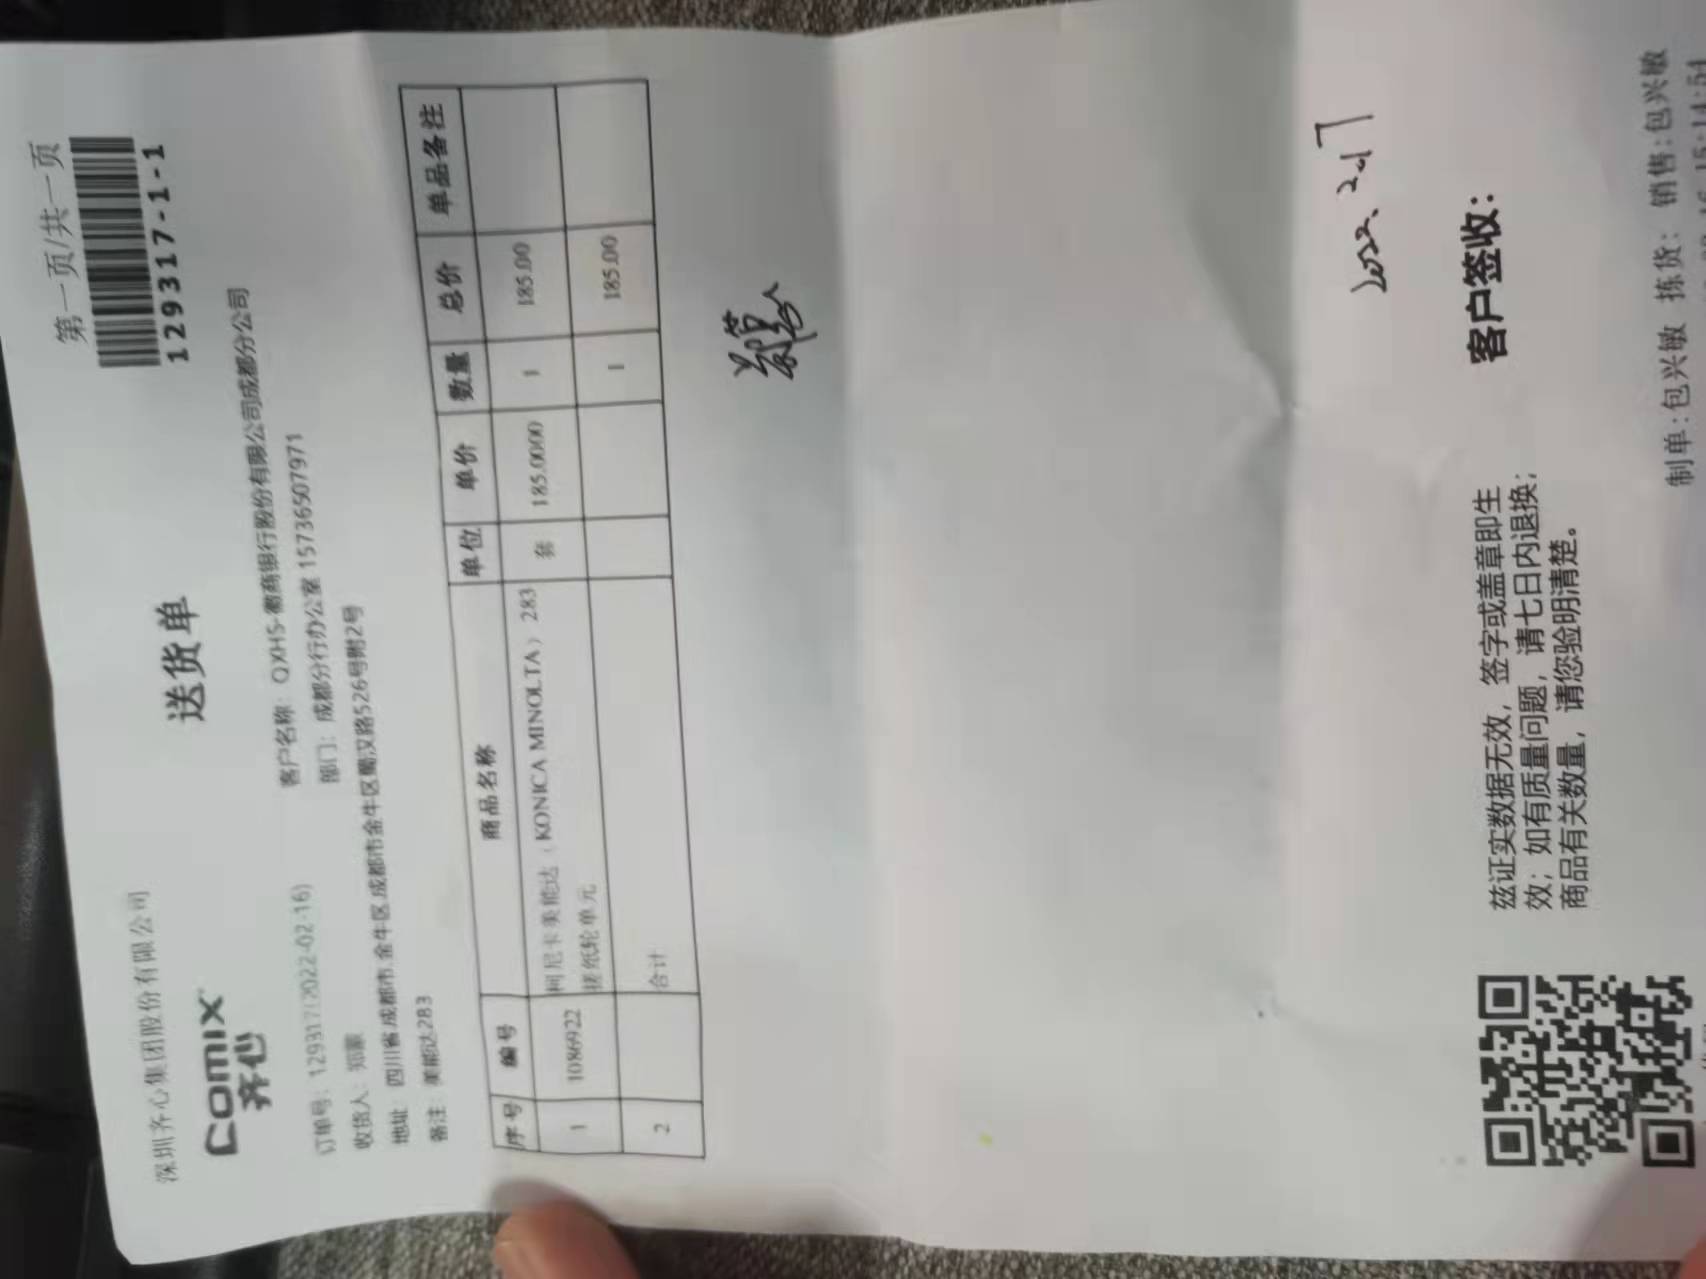 第一页/共一页
深圳齐心集团股份有限公司
comix
齐心
送货单
129317-1-1
订单号：129317(2022-02-16)
客户名称：QXHS-徽商银行股份有限公司成都分公司
收货人：郑蒙
部门：成都分行办公室 15736507971
地址：四川省,成都市,金牛区,成都市金牛区蜀汉路526号附2号
备注：美能达283
序号 编号 商品名称 单位 单价 数量 总价 单品备注
1 1086922 柯尼卡美能达（KONICA MINOLTA） 283 套 185.0000 1 185.00
搓纸轮单元
2 合计 1 185.00
2022.2.17
兹证实数据无效，签字或盖章即生
效；如有质量问题，请七日内退换；
商品有关数量，请您验明清楚。
客户签收：
制单:包兴敏 拣货: 销售:包兴敏
15:14:54